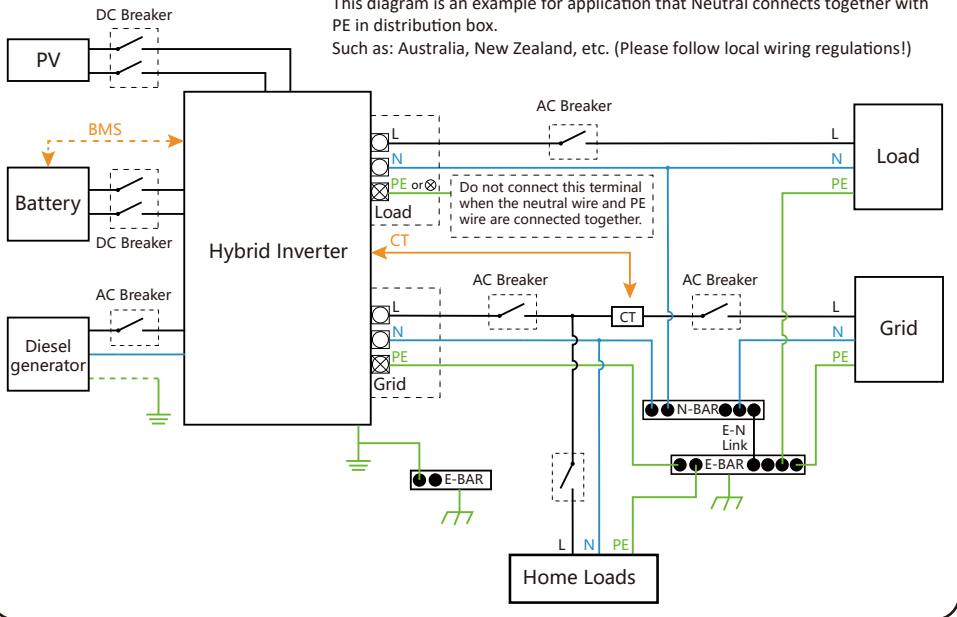 This diagram is an example for application that Neutral connects together with
PE in distribution box.
Such as: Australia, New Zealand, etc. (Please follow local wiring regulations!)
DC Breaker
PV
BMS
Battery
DC Breaker
AC Breaker
Diesel
generator
Hybrid Inverter
L
N
PE or
Load
Do not connect this terminal
when the neutral wire and PE
wire are connected together.
CT
AC Breaker
L
N
PE
Load
L
N
PE
Grid
AC Breaker
CT
AC Breaker
L
N
PE
Grid
N-BAR
E-N
Link
E-BAR
E-BAR
L
N
PE
Home Loads